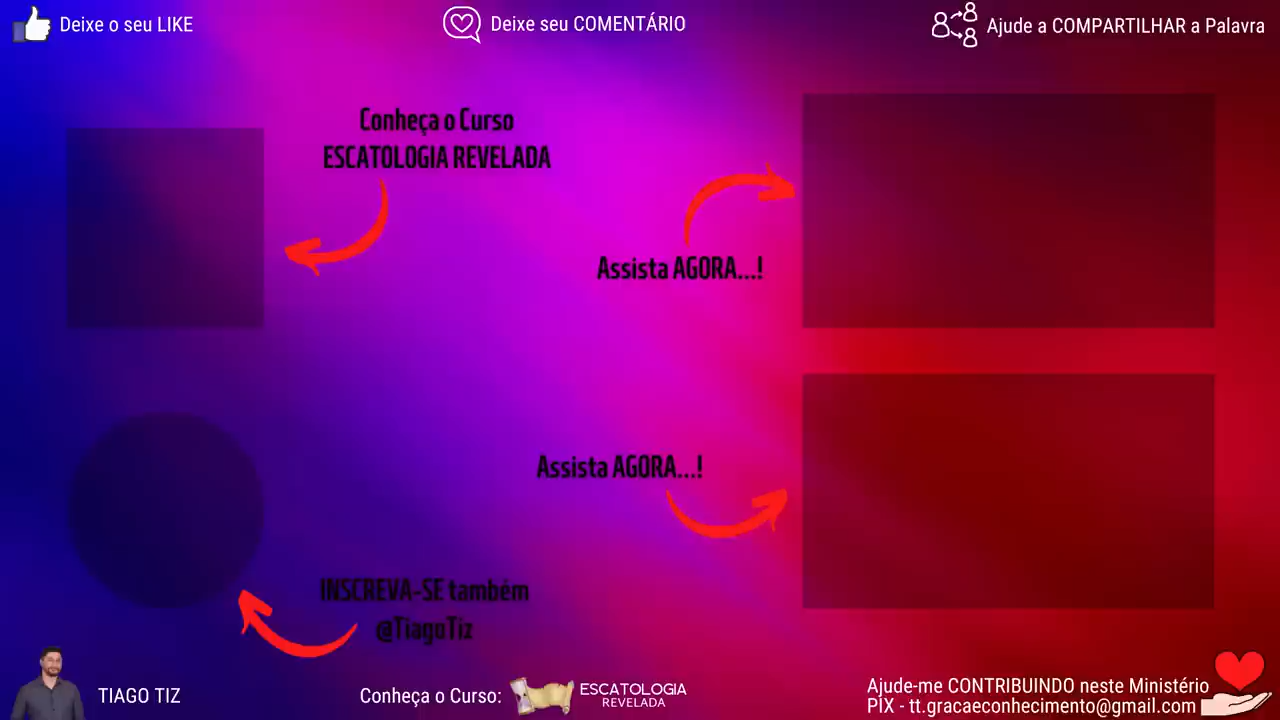 Deixe o seu LIKE
Deixe seu COMENTÁRIO
Ajude a COMPARTILHAR a Palavra
Conheça o Curso
ESCATOLOGIA REVELADA
Assista AGORA...!
Assista AGORA...!
INSCREVA-SE também
@TiagoTiz
TIAGO TIZ
Conheça o Curso:
ESCATOLOGIA
REVELADA
Ajude-me CONTRIBUINDO neste Ministério
PIX - tt.gracaeconhecimento@gmail.com